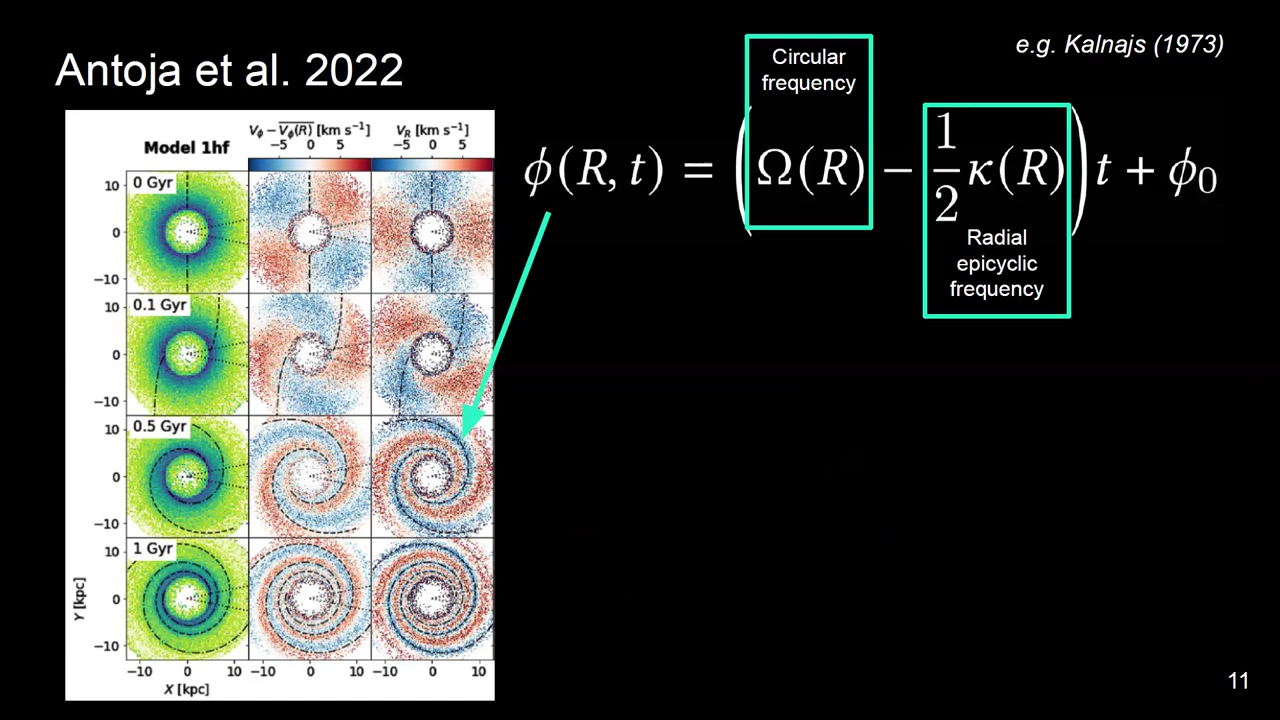 e.g. Kalnajs (1973)
Antoja et al. 2022
Circular
frequency
ϕ(R, t) = (Ω(R) − 1/2 κ(R)) t + ϕ₀
Radial
epicyclic
frequency
Model 1hf
V_ϕ − \overline{V_ϕ(R)} [km s⁻¹]
−5 0 5
V_R [km s⁻¹]
−5 0 5
0 Gyr
10
0
−10
0.1 Gyr
10
0
−10
0.5 Gyr
10
0
−10
1 Gyr
10
0
−10
Y [kpc]
−10 0 10 −10 0 10 −10 0 10
X [kpc]
11